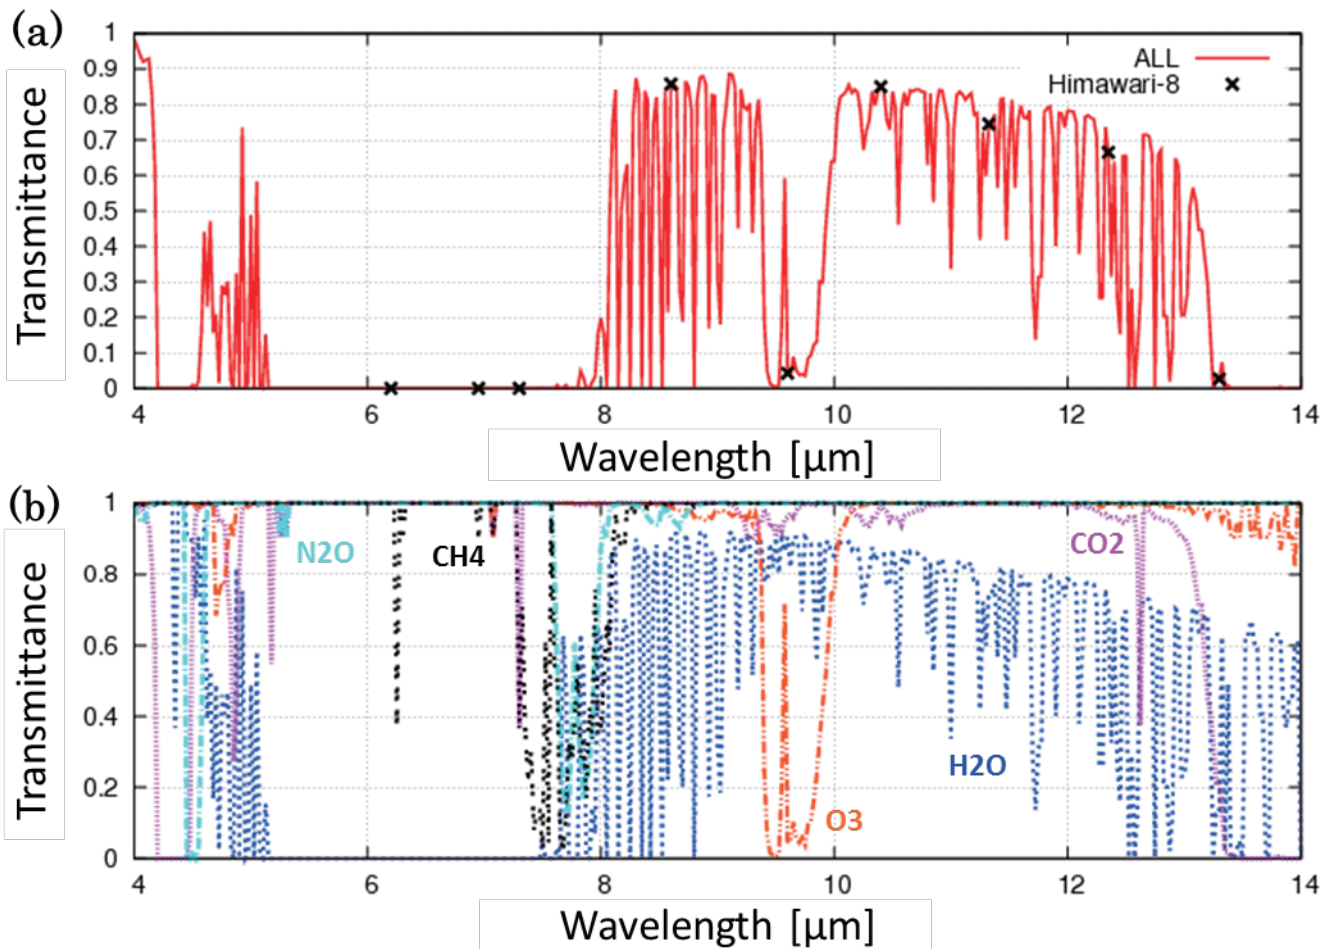 (a)
Transmittance
1
0.9
0.8
0.7
0.6
0.5
0.4
0.3
0.2
0.1
0
ALL
Himawari-8
4 6 8 10 12 14
Wavelength [μm]
(b)
Transmittance
1
0.8
0.6
0.4
0.2
0
N2O
CH4
CO2
H2O
O3
4 6 8 10 12 14
Wavelength [μm]